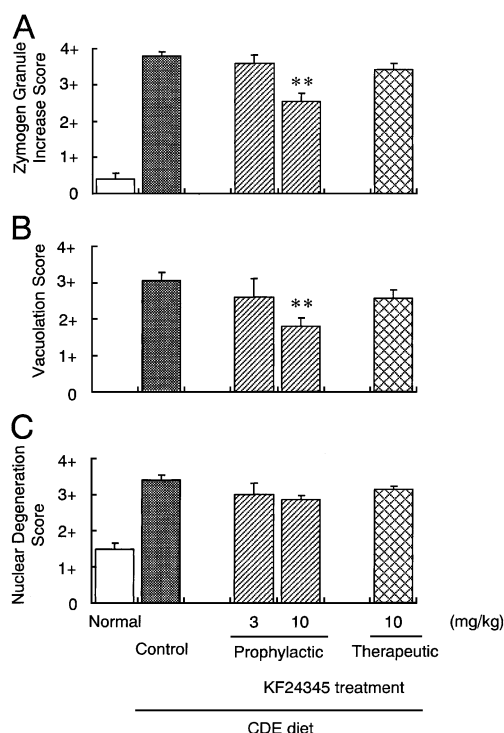 A
Zymogen Granule
Increase Score
4+
3+
2+
1+
0
**
B
Vacuolation Score
4+
3+
2+
1+
0
**
C
Nuclear Degeneration
Score
4+
3+
2+
1+
0
Normal 3 10 10 (mg/kg)
Control Prophylactic Therapeutic
KF24345 treatment
CDE diet